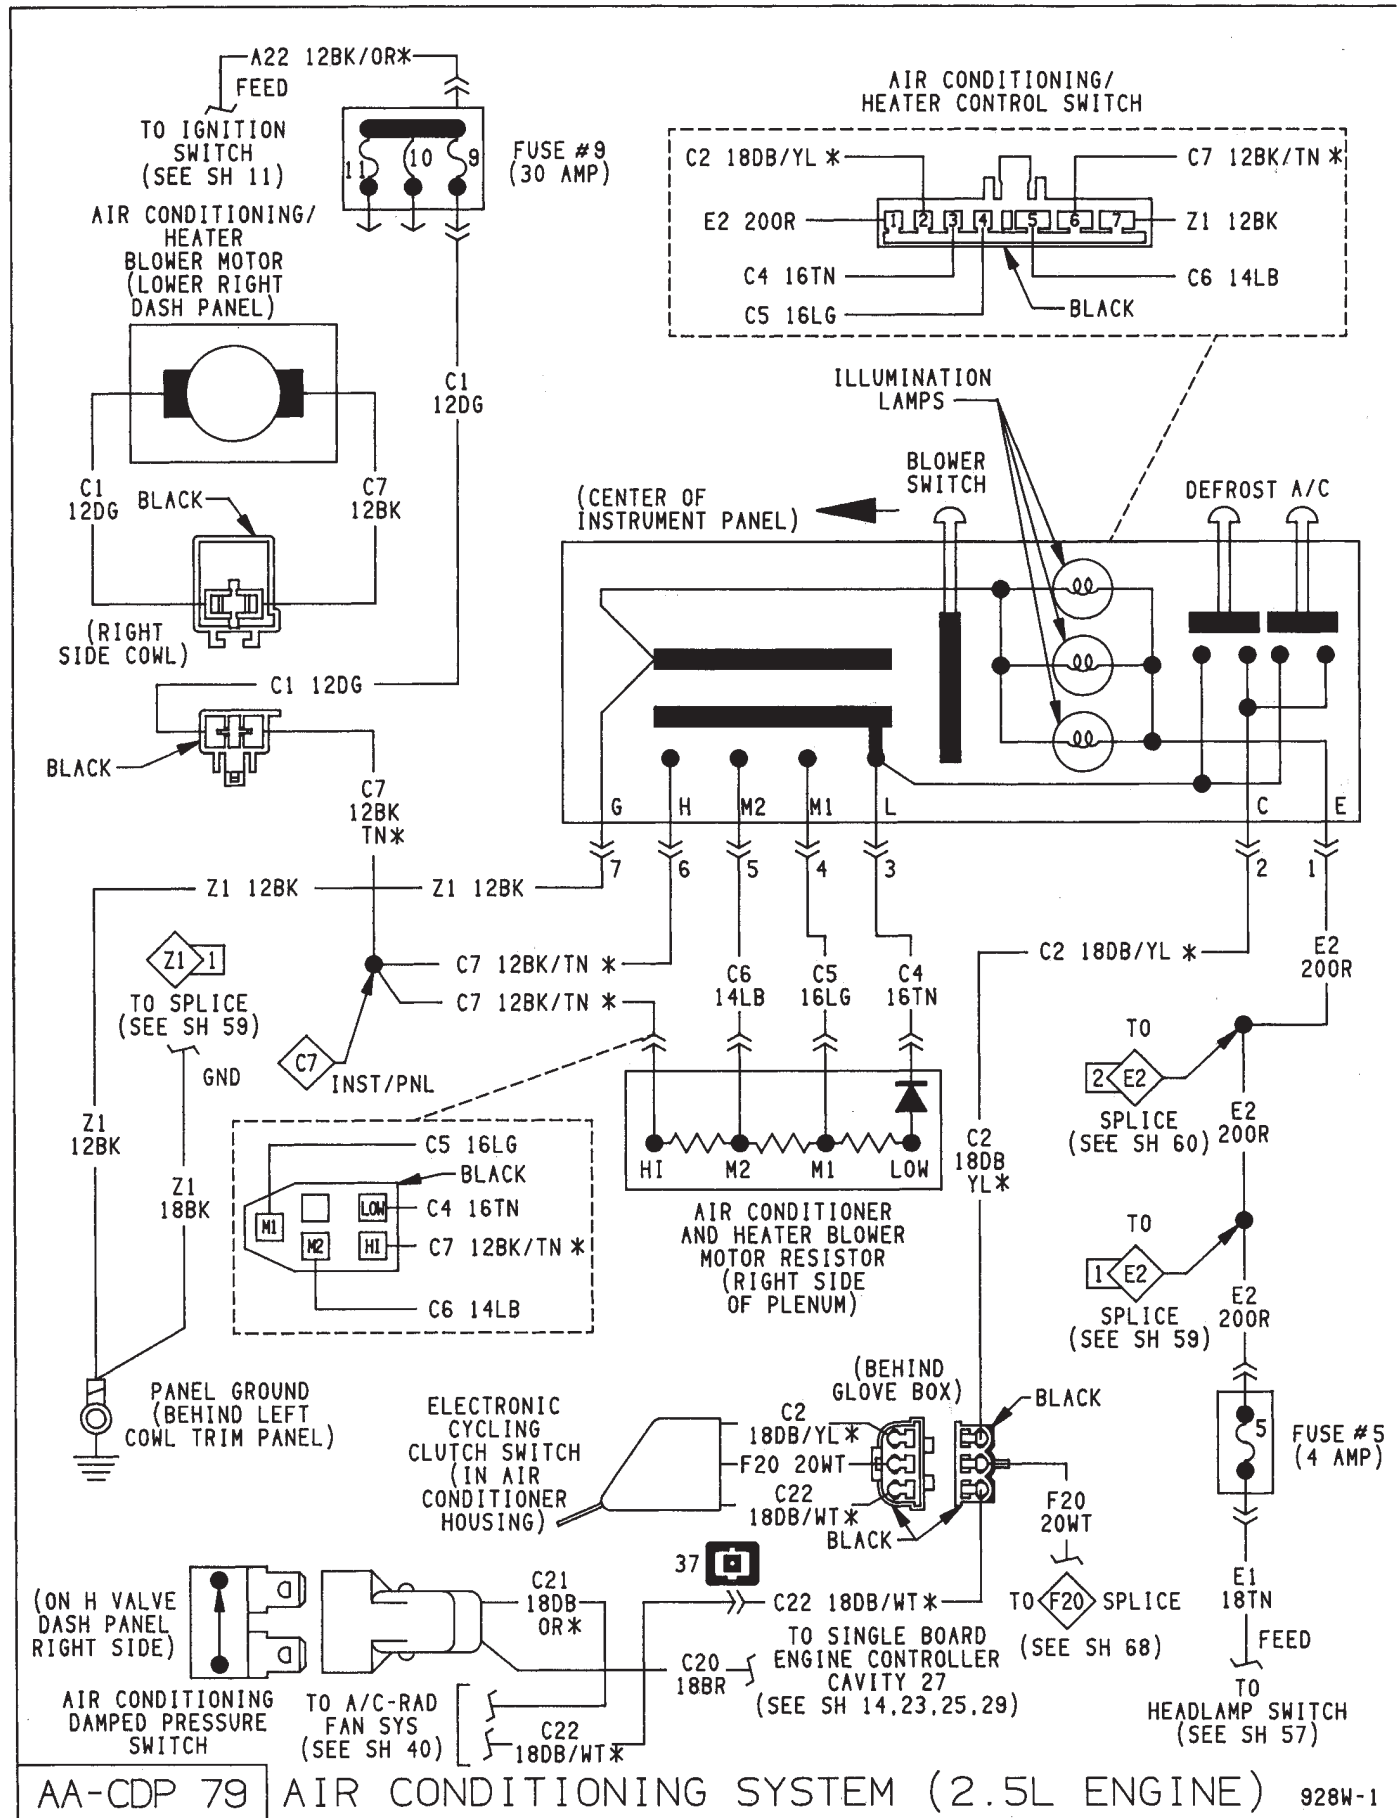 A22 12BK/OR*
FEED
TO IGNITION
SWITCH
(SEE SH 11)
11
10
9
FUSE #9
(30 AMP)
AIR CONDITIONING/
HEATER CONTROL SWITCH
C2 18DB/YL *
C7 12BK/TN *
E2 20OR
1
2
3
4
5
6
7
Z1 12BK
C4 16TN
C6 14LB
C5 16LG
BLACK
AIR CONDITIONING/
HEATER
BLOWER MOTOR
(LOWER RIGHT
DASH PANEL)
C1
12DG
C1
12DG
BLACK
C7
12BK
(RIGHT
SIDE COWL)
C1 12DG
BLACK
C7
12BK
TN*
ILLUMINATION
LAMPS
BLOWER
SWITCH
(CENTER OF
INSTRUMENT PANEL)
DEFROST A/C
G
H
M2
M1
L
C
E
7
6
5
4
3
2
1
Z1 12BK
Z1 12BK
Z1
1
TO SPLICE
(SEE SH 59)
GND
C7 12BK/TN *
C7 12BK/TN *
C7
INST/PNL
C6
14LB
C5
16LG
C4
16TN
C2 18DB/YL *
E2
20OR
TO
2
E2
SPLICE
(SEE SH 60)
E2
20OR
Z1
12BK
Z1
18BK
C5 16LG
BLACK
M1
LOW
C4 16TN
M2
HI
C7 12BK/TN *
C6 14LB
HI
M2
M1
LOW
AIR CONDITIONER
AND HEATER BLOWER
MOTOR RESISTOR
(RIGHT SIDE
OF PLENUM)
C2
18DB
YL*
TO
1
E2
SPLICE
(SEE SH 59)
E2
20OR
PANEL GROUND
(BEHIND LEFT
COWL TRIM PANEL)
ELECTRONIC
CYCLING
CLUTCH SWITCH
(IN AIR
CONDITIONER
HOUSING)
(BEHIND
GLOVE BOX)
BLACK
C2
18DB/YL*
F20 20WT
C22
18DB/WT*
BLACK
F20
20WT
5
FUSE #5
(4 AMP)
37
(ON H VALVE
DASH PANEL
RIGHT SIDE)
C21
18DB
OR*
C22 18DB/WT*
TO
F20
SPLICE
(SEE SH 68)
E1
18TN
FEED
TO
HEADLAMP SWITCH
(SEE SH 57)
C20
18BR
TO SINGLE BOARD
ENGINE CONTROLLER
CAVITY 27
(SEE SH 14,23,25,29)
AIR CONDITIONING
DAMPED PRESSURE
SWITCH
TO A/C-RAD
FAN SYS
(SEE SH 40)
C22
18DB/WT*
AA-CDP 79
AIR CONDITIONING SYSTEM (2.5L ENGINE)
928W-1